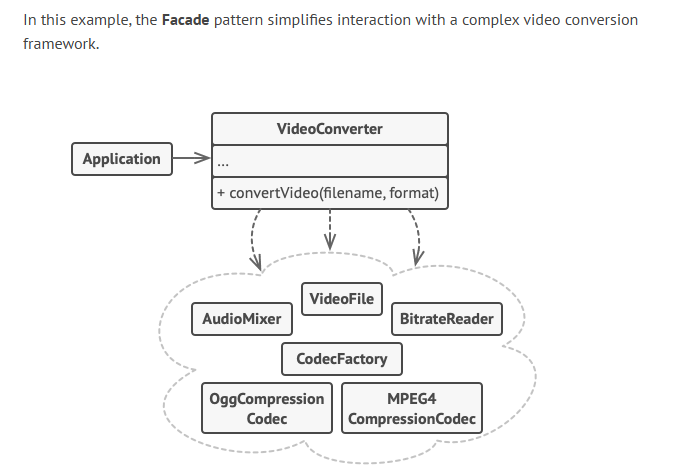 In this example, the Facade pattern simplifies interaction with a complex video conversion
framework.
VideoConverter
Application
...
+ convertVideo(filename, format)
VideoFile
AudioMixer
BitrateReader
CodecFactory
OggCompression
Codec
MPEG4
CompressionCodec